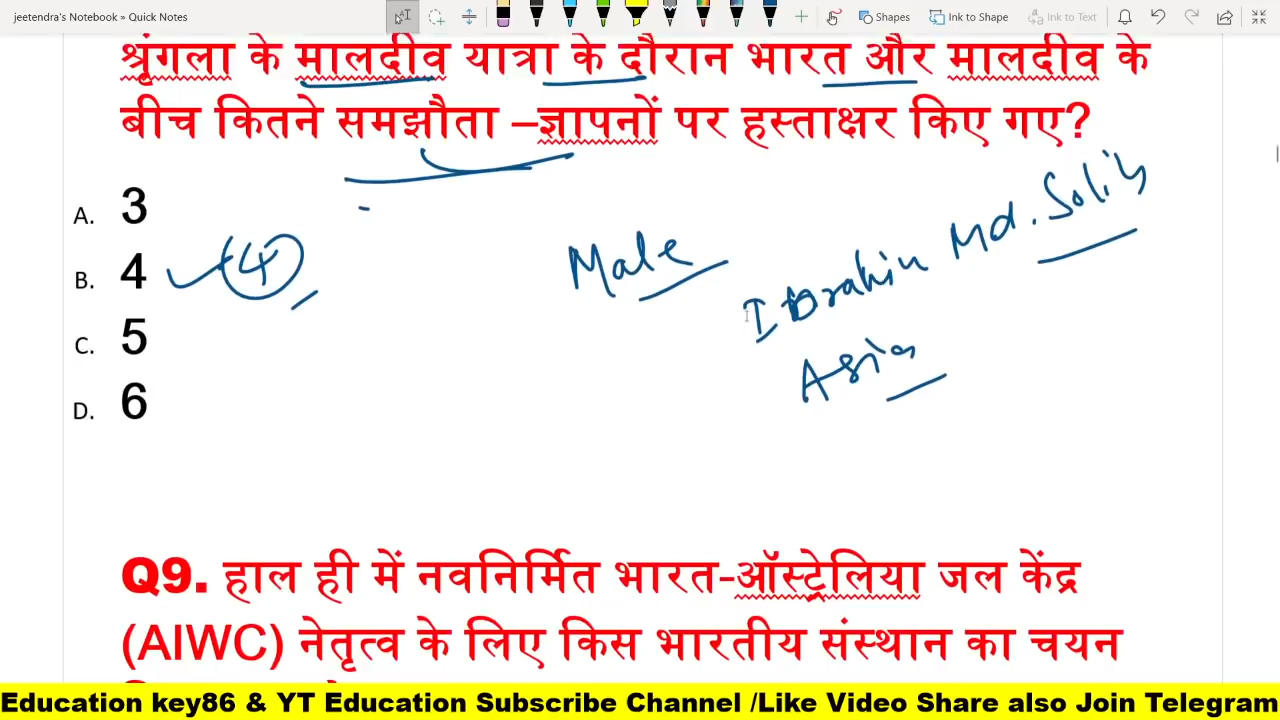 jeetendra's Notebook » Quick Notes
Shapes Ink to Shape Ink to Text
श्रृंगला के मालदीव यात्रा के दौरान भारत और मालदीव के
बीच कितने समझौता –ज्ञापनों पर हस्ताक्षर किए गए?
A. 3
B. 4 (4)
C. 5
D. 6
Male
Ibrahim Md. Solih
Asia
Q9. हाल ही में नवनिर्मित भारत-ऑस्ट्रेलिया जल केंद्र
(AIWC) नेतृत्व के लिए किस भारतीय संस्थान का चयन
Education key86 & YT Education Subscribe Channel /Like Video Share also Join Telegram